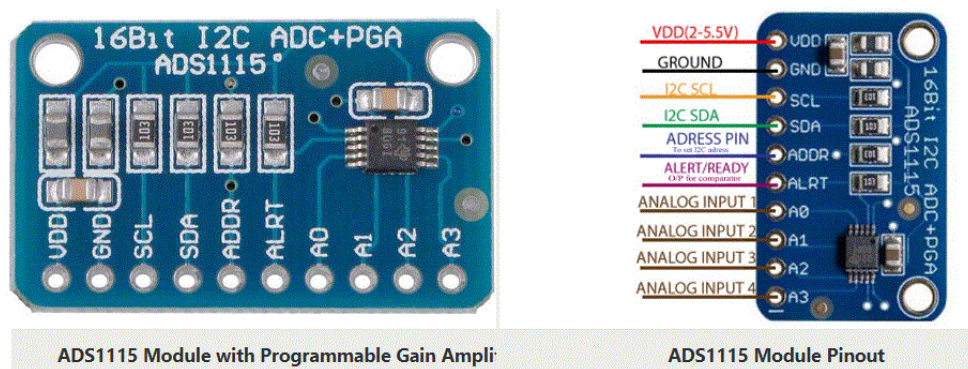 16Bit I2C ADC+PGA
ADS1115
103
103
103
103
VDD
GND
SCL
SDA
ADDR
ALRT
A0
A1
A2
A3
ADS1115 Module with Programmable Gain Ampli
VDD(2-5.5V)
GROUND
I2C SCL
I2C SDA
ADRESS PIN
To set I2C adress
ALERT/READY
O/P for comparator
ANALOG INPUT 1
ANALOG INPUT 2
ANALOG INPUT 3
ANALOG INPUT 4
VDD
GND
SCL
SDA
ADDR
ALRT
A0
A1
A2
A3
103
103
16Bit I2C ADC+PGA
ADS1115
ADS1115 Module Pinout